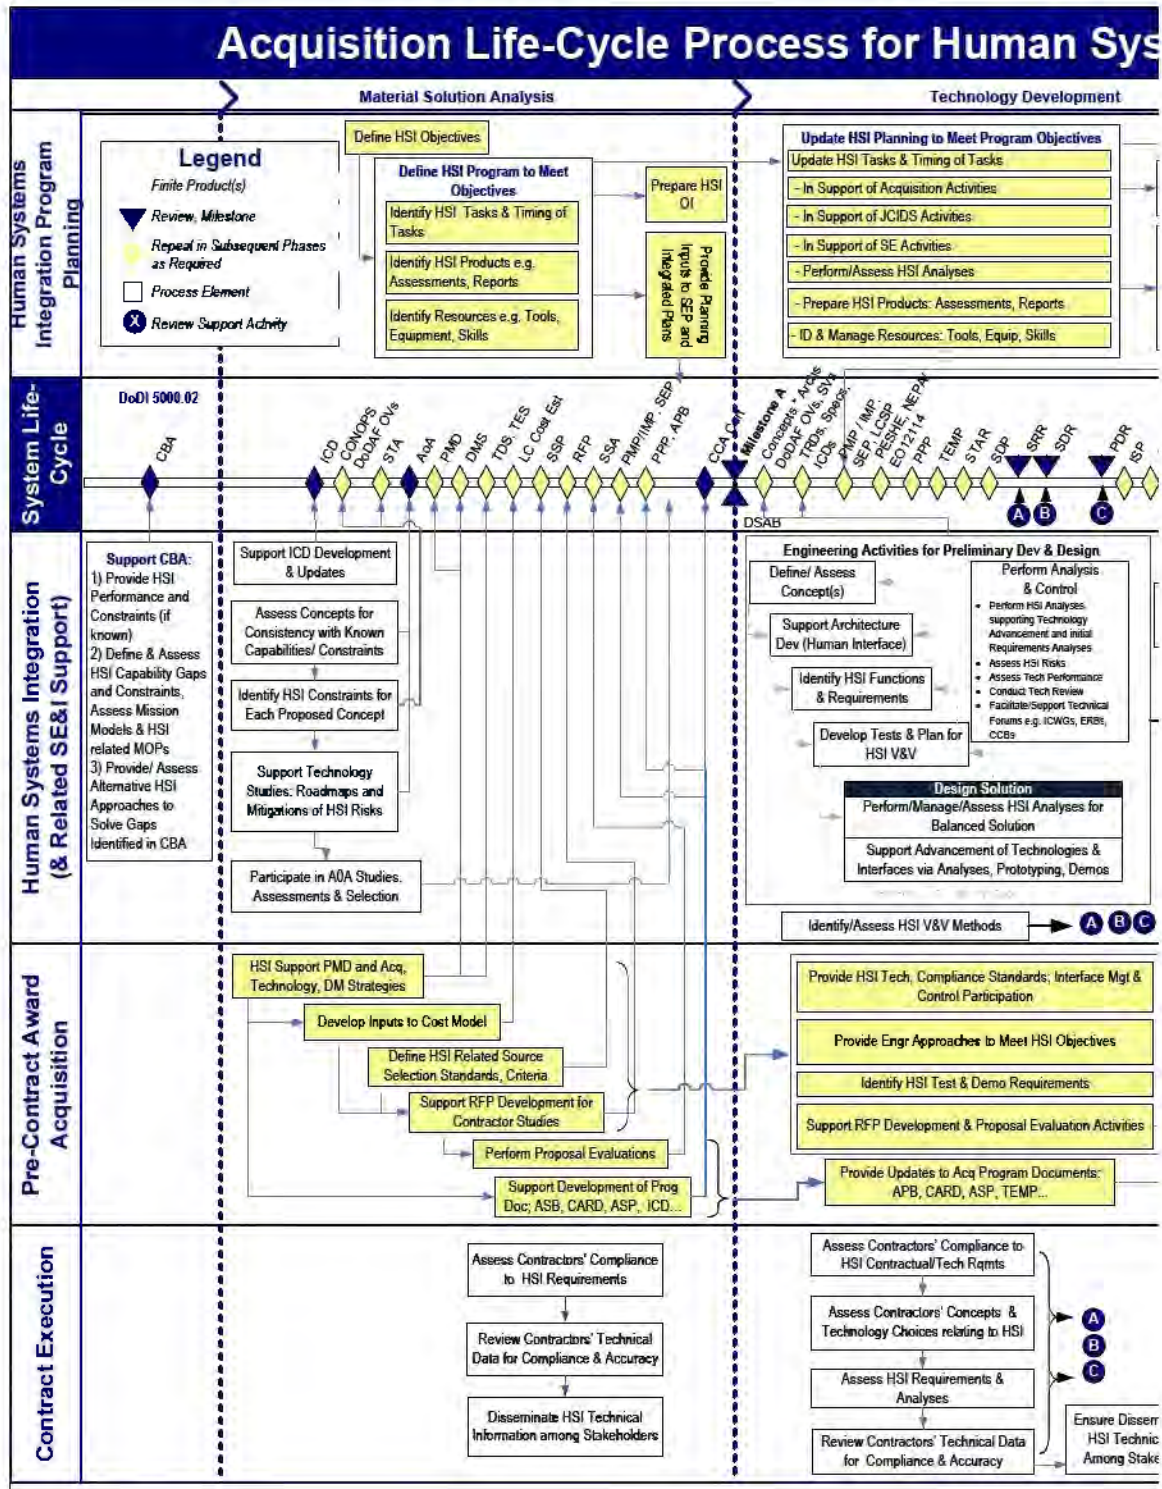 Acquisition Life-Cycle Process for Human Sys
Material Solution Analysis
Technology Development
Human Systems
Integration Program
Planning
Legend
Finite Product(s)
Review, Milestone
Repeat in Subsequent Phases
as Required
Process Element
X
Review Support Activity
Define HSI Objectives
Define HSI Program to Meet
Objectives
Identify HSI Tasks & Timing of
Tasks
Identify HSI Products e.g.
Assessments, Reports
Identify Resources e.g. Tools,
Equipment, Skills
Prepare HSI
Provide Planning
Inputs to SEP and
Integrated Plans
Update HSI Planning to Meet Program Objectives
Update HSI Tasks & Timing of Tasks
- In Support of Acquisition Activities
- In Support of JCIDS Activities
- In Support of SE Activities
- Perform/Assess HSI Analyses
- Prepare HSI Products: Assessments, Reports
- ID & Manage Resources: Tools, Equip, Skills
System Life-
Cycle
DoDI 5000.02
CBA
ICD
CONOPS
DoDAF OVs
STA
AoA
PMD
DMS
TDS, TES
LC Cost Est
SSP
RFP
SSA
PMP/IMP, SEP
PPP, APB
CCA Cert
Milestone A
Concepts - Archs
DoDAF OVs, SVs
TRDs, Specs,
ICDs
PMP / IMP,
SEP, LCSP
PESHE, NEPA/
EO12114
PPP
TEMP
STAR
SDP
SRR
SDR
PDR
ISP
A
B
C
DSAB
Human Systems Integration
(& Related SE&I Support)
Support CBA:
1) Provide HSI
Performance and
Constraints (if
known)
2) Define & Assess
HSI Capability Gaps
and Constraints,
Assess Mission
Models & HSI
related MOPs
3) Provide/ Assess
Alternative HSI
Approaches to
Solve Gaps
Identified in CBA
Support ICD Development
& Updates
Assess Concepts for
Consistency with Known
Capabilities/ Constraints
Identify HSI Constraints for
Each Proposed Concept
Support Technology
Studies: Roadmaps and
Mitigations of HSI Risks
Participate in A0A Studies.
Assessments & Selection
Engineering Activities for Preliminary Dev & Design
Define/ Assess
Concept(s)
Support Architecture
Dev (Human Interface)
Identify HSI Functions
& Requirements
Develop Tests & Plan for
HSI V&V
Perform Analysis
& Control
• Perform HSI Analyses
supporting Technology
Advancement and initial
Requirements Analyses
• Assess HSI Risks
• Assess Tech Performance
• Conduct Tech Review
• Facilitate/Support Technical
Forums e.g. ICWGs, ERBs,
CCBs
Design Solution
Perform/Manage/Assess HSI Analyses for
Balanced Solution
Support Advancement of Technologies &
Interfaces via Analyses, Prototyping, Demos
Identify/Assess HSI V&V Methods
A B C
Pre-Contract Award
Acquisition
HSI Support PMD and Acq,
Technology, DM Strategies
Develop Inputs to Cost Model
Define HSI Related Source
Selection Standards, Criteria
Support RFP Development for
Contractor Studies
Perform Proposal Evaluations
Support Development of Prog
Doc; ASB, CARD, ASP, ICD...
Provide HSI Tech, Compliance Standards; Interface Mgt &
Control Participation
Provide Engr Approaches to Meet HSI Objectives
Identify HSI Test & Demo Requirements
Support RFP Development & Proposal Evaluation Activities
Provide Updates to Acq Program Documents:
APB, CARD, ASP, TEMP...
Contract Execution
Assess Contractors' Compliance
to HSI Requirements
Review Contractors' Technical
Data for Compliance & Accuracy
Disseminate HSI Technical
Information among Stakeholders
Assess Contractors' Compliance to
HSI Contractual/Tech Rqmts
Assess Contractors' Concepts &
Technology Choices relating to HSI
Assess HSI Requirements &
Analyses
Review Contractors' Technical Data
for Compliance & Accuracy
A
B
C
Ensure Dissem
HSI Technic
Among Stake